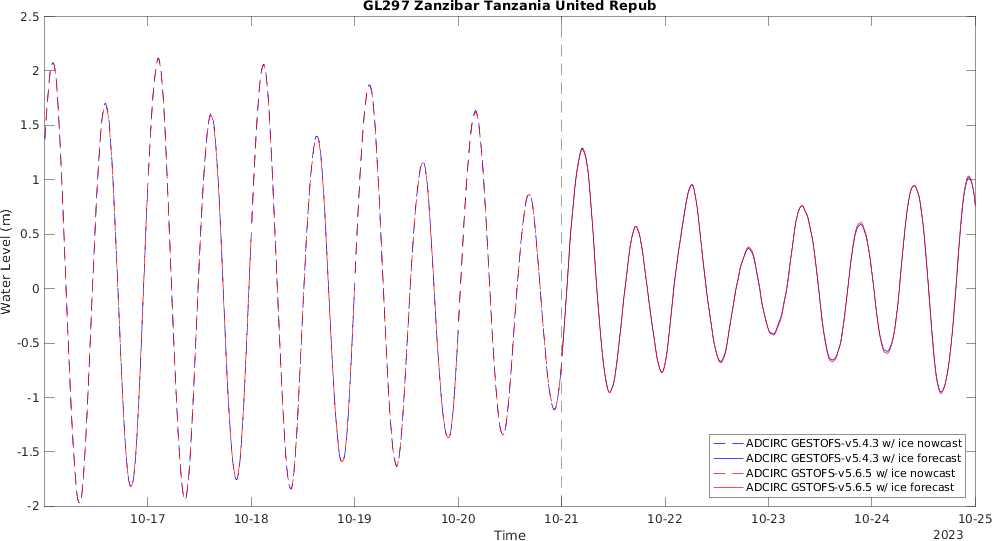 GL297 Zanzibar Tanzania United Repub
2.5
2
1.5
1
0.5
0
-0.5
-1
-1.5
-2
Water Level (m)
10-17
10-18
10-19
10-20
10-21
10-22
10-23
10-24
10-25
Time
2023
ADCIRC GESTOFS-v5.4.3 w/ ice nowcast
ADCIRC GESTOFS-v5.4.3 w/ ice forecast
ADCIRC GSTOFS-v5.6.5 w/ ice nowcast
ADCIRC GSTOFS-v5.6.5 w/ ice forecast